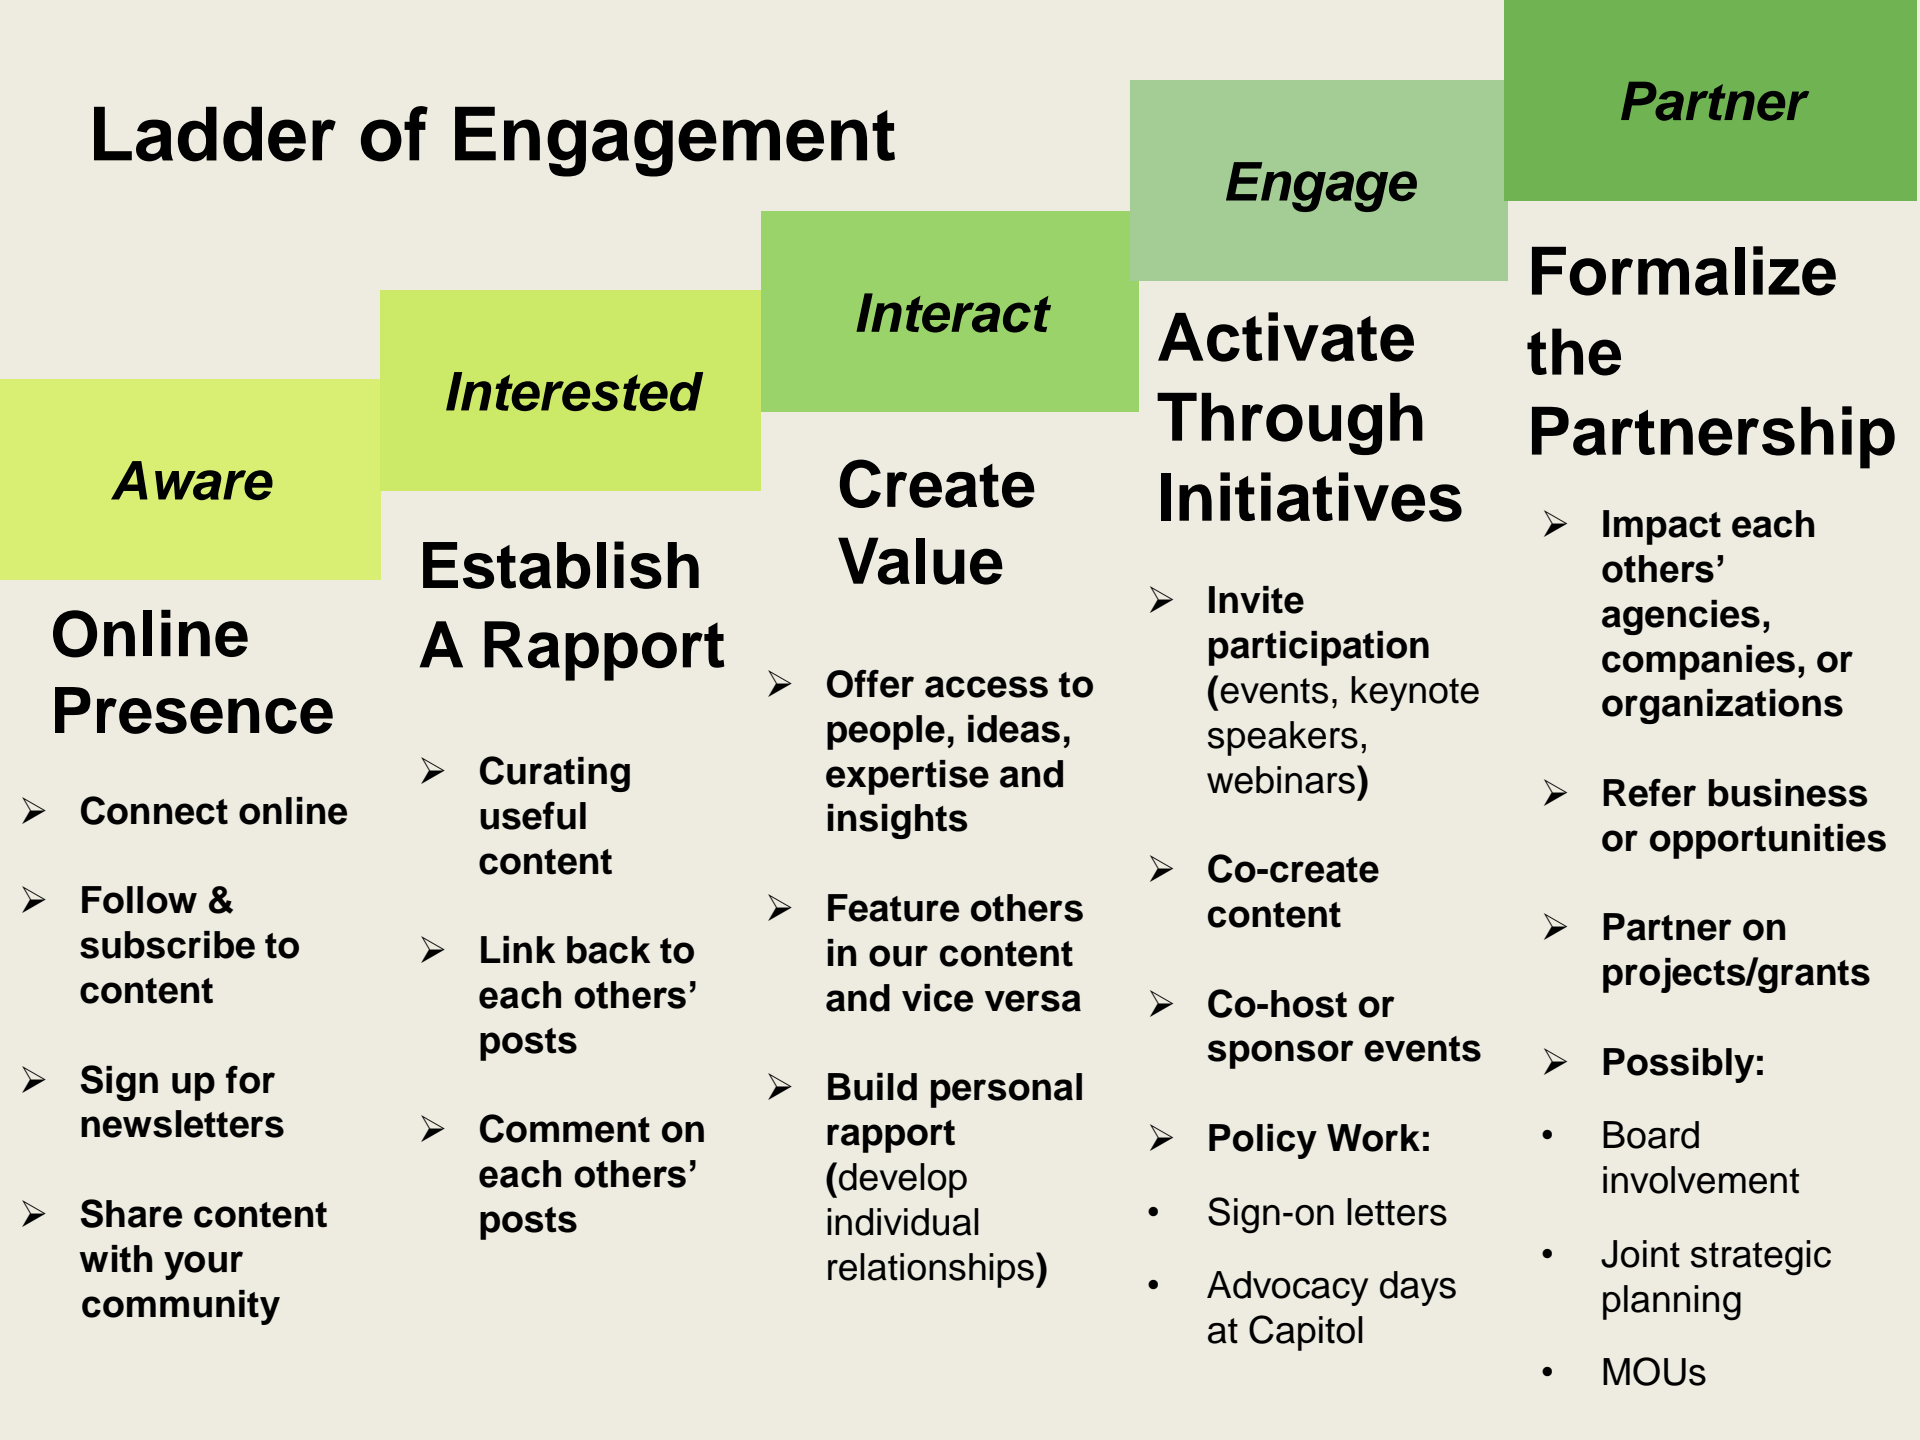 Ladder of Engagement
Aware
Online
Presence
➢ Connect online
➢ Follow &
subscribe to
content
➢ Sign up for
newsletters
➢ Share content
with your
community
Interested
Establish
A Rapport
➢ Curating
useful
content
➢ Link back to
each others’
posts
➢ Comment on
each others’
posts
Interact
Create
Value
➢ Offer access to
people, ideas,
expertise and
insights
➢ Feature others
in our content
and vice versa
➢ Build personal
rapport
(develop
individual
relationships)
Engage
Activate
Through
Initiatives
➢ Invite
participation
(events, keynote
speakers,
webinars)
➢ Co-create
content
➢ Co-host or
sponsor events
➢ Policy Work:
• Sign-on letters
• Advocacy days
at Capitol
Partner
Formalize
the
Partnership
➢ Impact each
others’
agencies,
companies, or
organizations
➢ Refer business
or opportunities
➢ Partner on
projects/grants
➢ Possibly:
• Board
involvement
• Joint strategic
planning
• MOUs